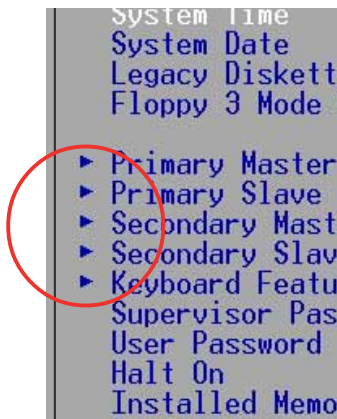 System Time
System Date
Legacy Diskett
Floppy 3 Mode
Primary Master
Primary Slave
Secondary Mast
Secondary Slav
Keyboard Featu
Supervisor Pas
User Password
Halt On
Installed Memo